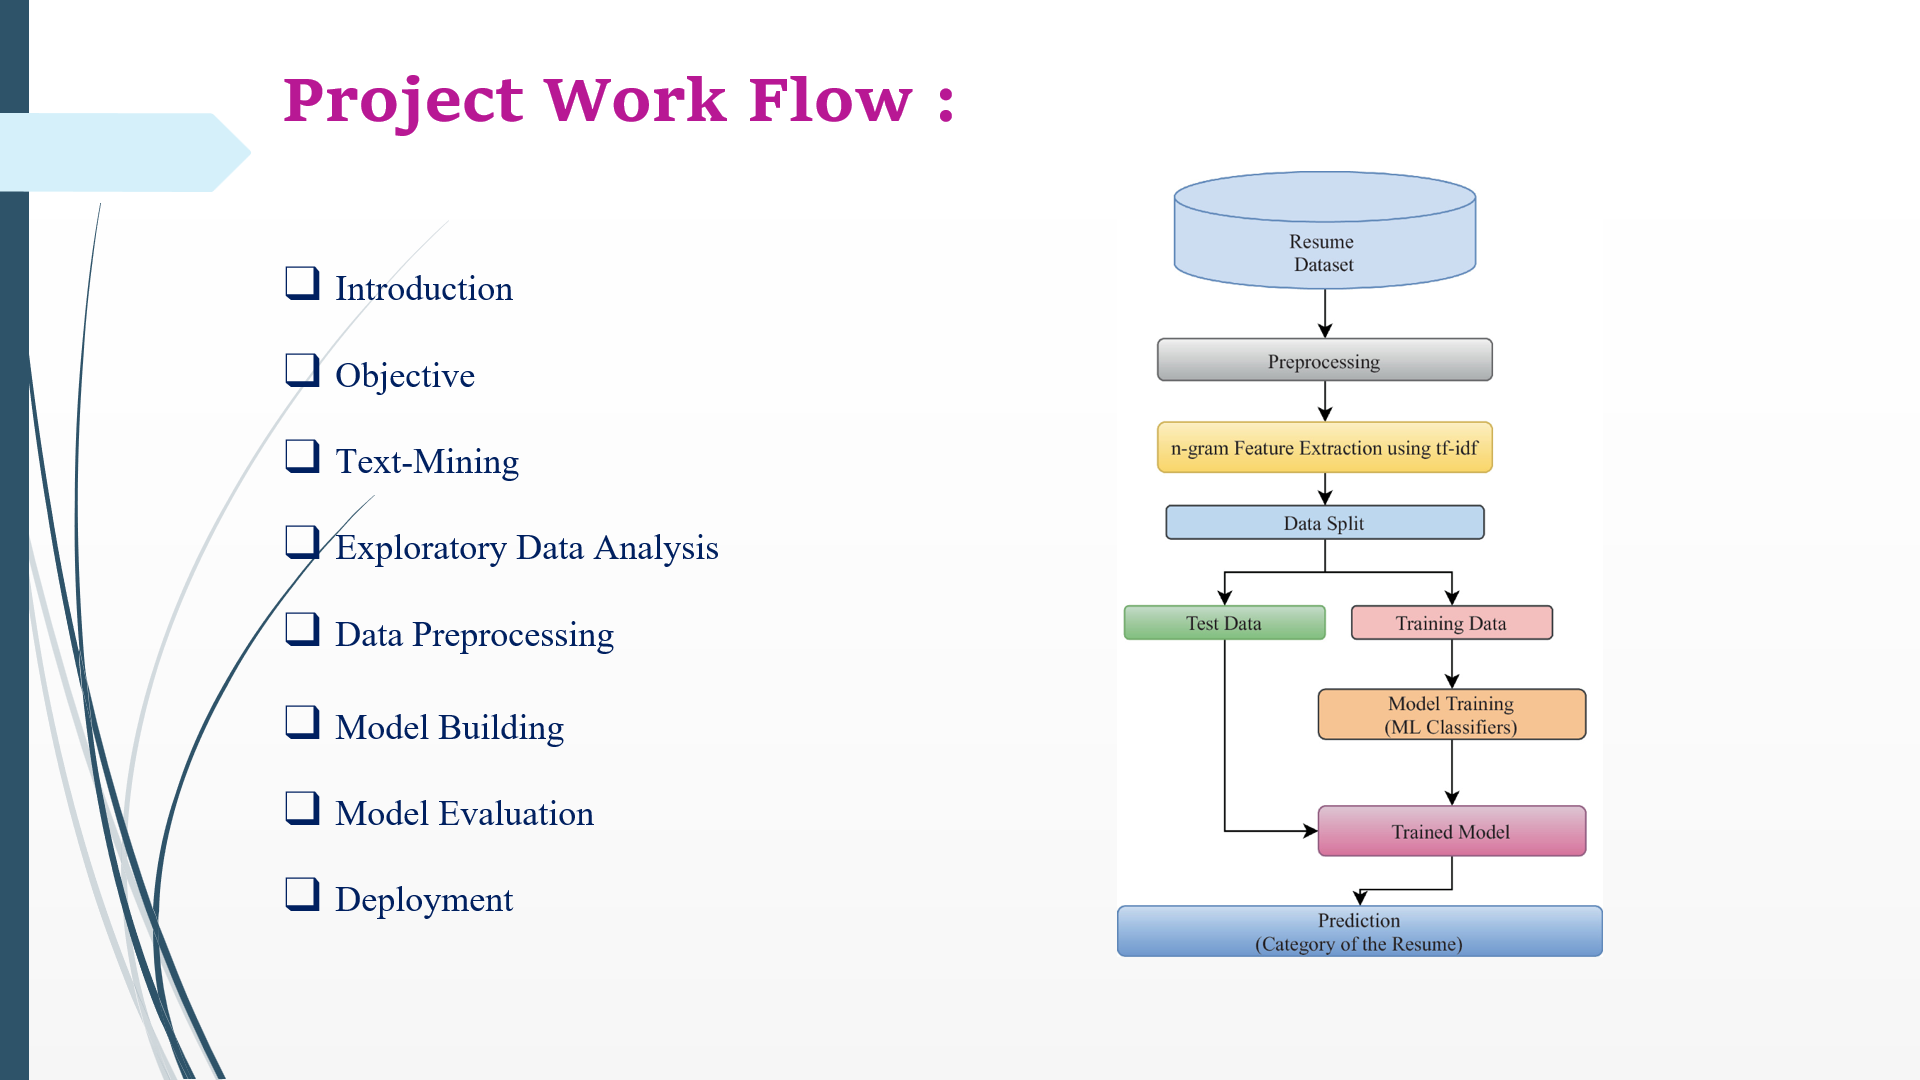 Project Work Flow :
Introduction
Objective
Text-Mining
Exploratory Data Analysis
Data Preprocessing
Model Building
Model Evaluation
Deployment
Resume
Dataset
Preprocessing
n-gram Feature Extraction using tf-idf
Data Split
Test Data
Training Data
Model Training
(ML Classifiers)
Trained Model
Prediction
(Category of the Resume)